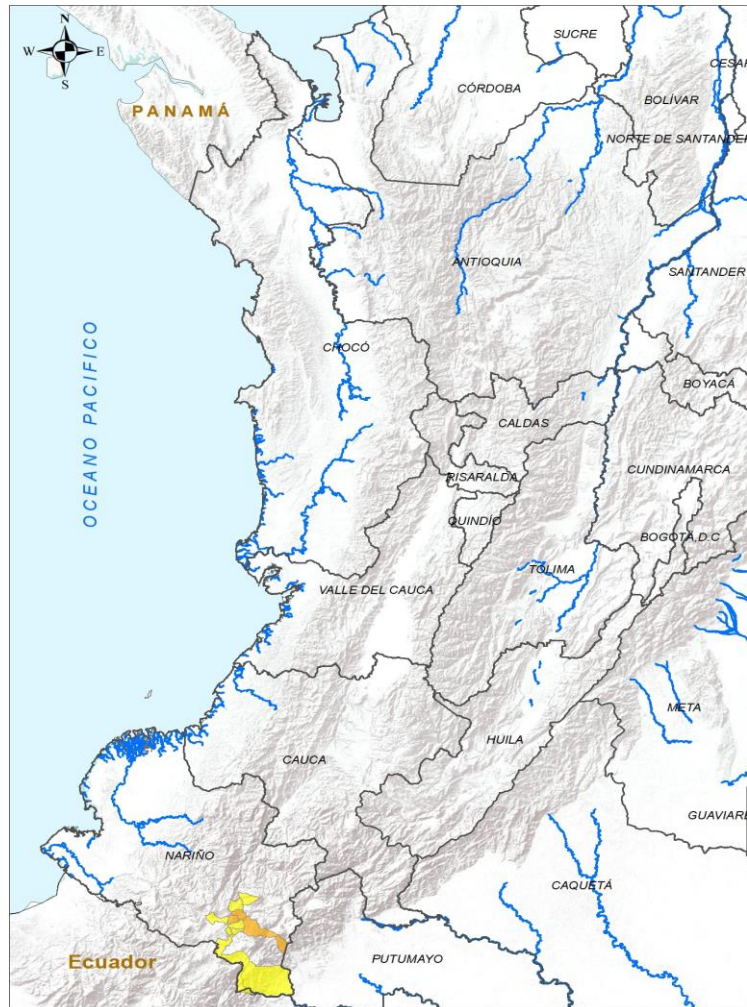 N
W E
S
SUCRE
CESAR
CÓRDOBA
BOLÍVAR
PANAMÁ
NORTE DE SANTANDER
ANTIOQUIA
SANTANDER
OCEANO PACIFICO
CHOCÓ
BOYACÁ
CALDAS
CUNDINAMARCA
RISARALDA
QUINDÍO
BOGOTÁ,D.C
TOLIMA
VALLE DEL CAUCA
META
HUILA
CAUCA
GUAVIARE
NARIÑO
CAQUETÁ
Ecuador
PUTUMAYO